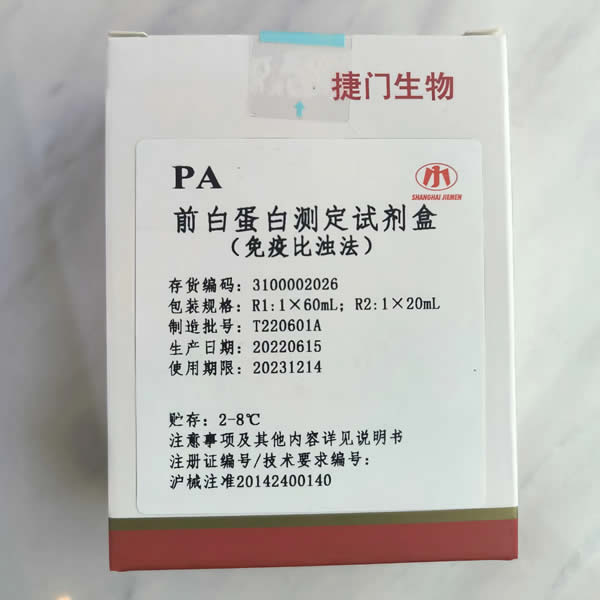 捷门生物
PA
SHANGHAI JIEMEN
前白蛋白测定试剂盒
（免疫比浊法）
存货编码：3100002026
包装规格：R1:1×60mL；R2:1×20mL
制造批号：T220601A
生产日期：20220615
使用期限：20231214
贮存：2-8℃
注意事项及其他内容详见说明书
注册证编号/技术要求编号：
沪械注准20142400140